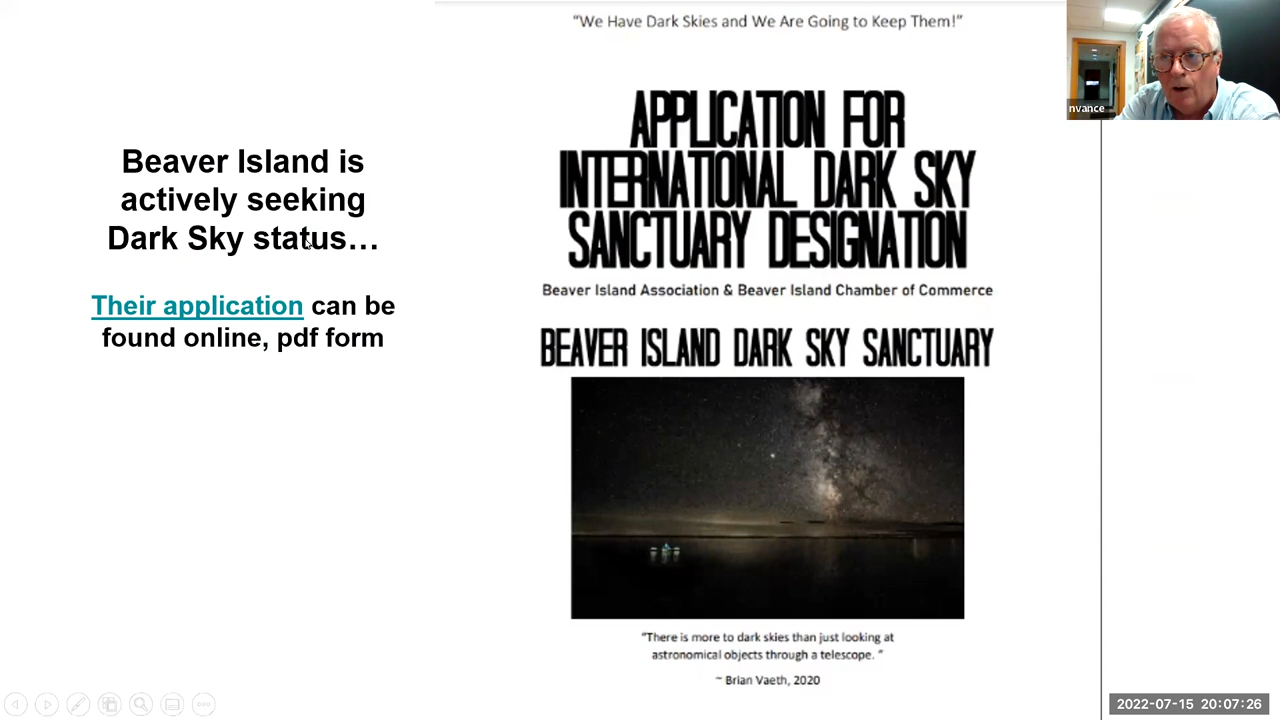 "We Have Dark Skies and We Are Going to Keep Them!"
nvance
Beaver Island is
actively seeking
Dark Sky status…
Their application can be
found online, pdf form
APPLICATION FOR
INTERNATIONAL DARK SKY
SANCTUARY DESIGNATION
Beaver Island Association & Beaver Island Chamber of Commerce
BEAVER ISLAND DARK SKY SANCTUARY
"There is more to dark skies than just looking at
astronomical objects through a telescope. "
~ Brian Vaeth, 2020
2022-07-15 20:07:26